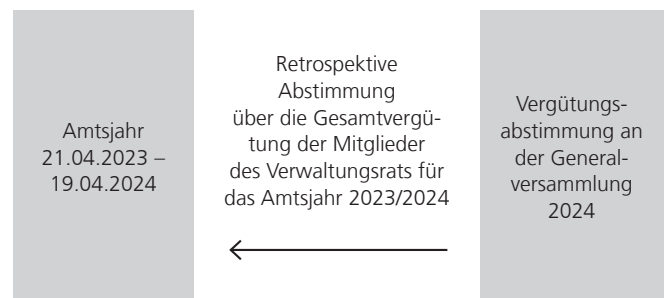 Amtsjahr
21.04.2023 –
19.04.2024
Retrospektive
Abstimmung
über die Gesamtvergü-
tung der Mitglieder
des Verwaltungsrats für
das Amtsjahr 2023/2024
Vergütungs-
abstimmung an
der General-
versammlung
2024